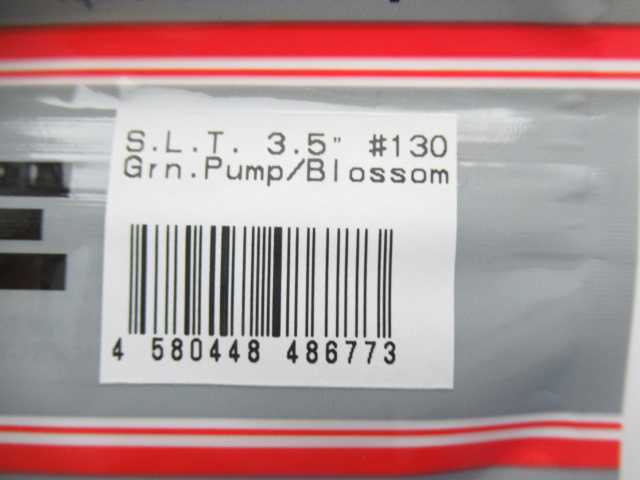 S.L.T. 3.5" #130
Grn.Pump/Blossom
4 580448 486773